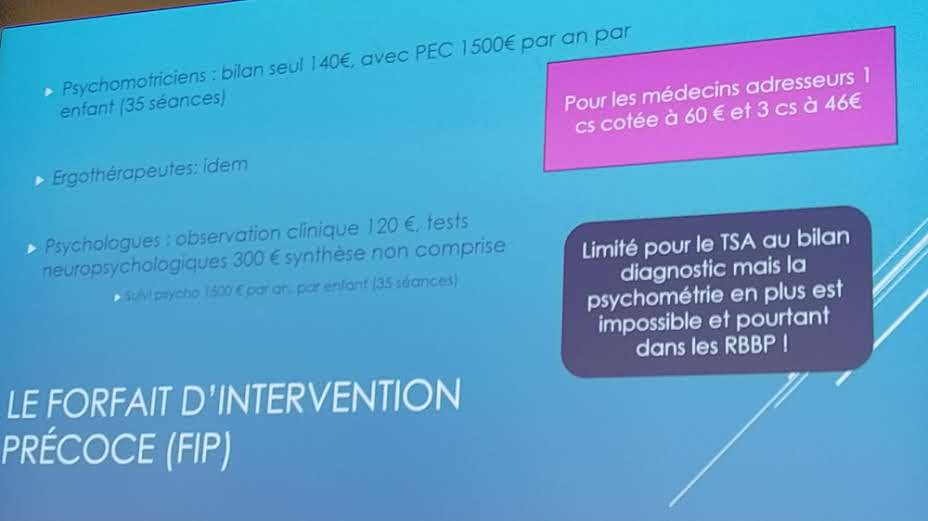 Psychomotriciens : bilan seul 140€, avec PEC 1500€ par an par
enfant (35 séances)
Ergothérapeutes: idem
Psychologues : observation clinique 120 €, tests
neuropsychologiques 300 € synthèse non comprise
Suivi psycho 1500 € par an, par enfant (35 séances)
Pour les médecins adresseurs 1
cs cotée à 60 € et 3 cs à 46€
Limité pour le TSA au bilan
diagnostic mais la
psychométrie en plus est
impossible et pourtant
dans les RBBP !
LE FORFAIT D'INTERVENTION
PRÉCOCE (FIP)